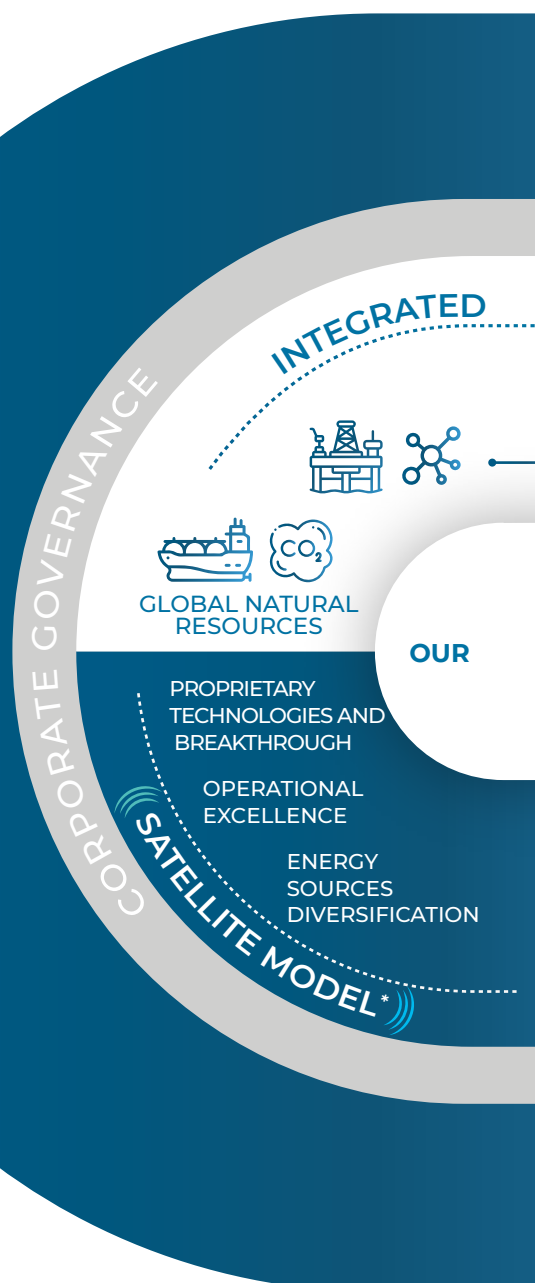 CORPORATE GOVERNANCE
INTEGRATED
CO2
GLOBAL NATURAL
RESOURCES
OUR
PROPRIETARY
TECHNOLOGIES AND
BREAKTHROUGH
OPERATIONAL
EXCELLENCE
ENERGY
SOURCES
DIVERSIFICATION
SATELLITE MODEL*